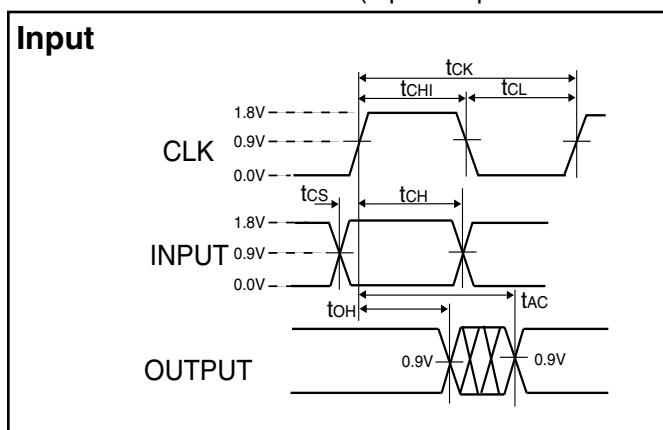 Input
tCK
tCHI tCL
1.8V
CLK 0.9V
0.0V
tCS tCH
1.8V
INPUT 0.9V
0.0V
tOH tAC
OUTPUT 0.9V 0.9V